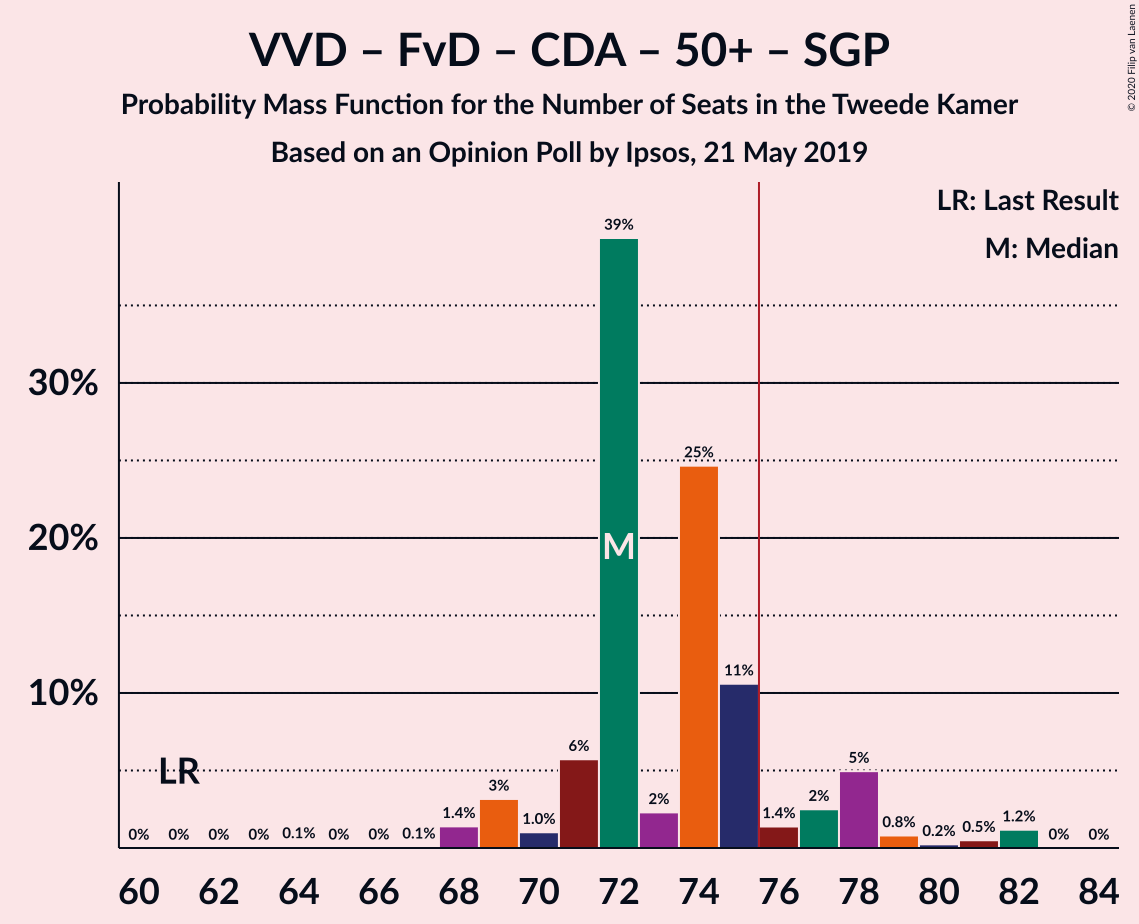 VVD – FvD – CDA – 50+ – SGP
Probability Mass Function for the Number of Seats in the Tweede Kamer
Based on an Opinion Poll by Ipsos, 21 May 2019
© 2020 Filip van Laenen
LR: Last Result
M: Median
30%
20%
10%
LR
M
0% 0% 0% 0% 0.1% 0% 0% 0.1% 1.4% 3% 1.0% 6% 39% 2% 25% 11% 1.4% 2% 5% 0.8% 0.2% 0.5% 1.2% 0% 0%
60 62 64 66 68 70 72 74 76 78 80 82 84